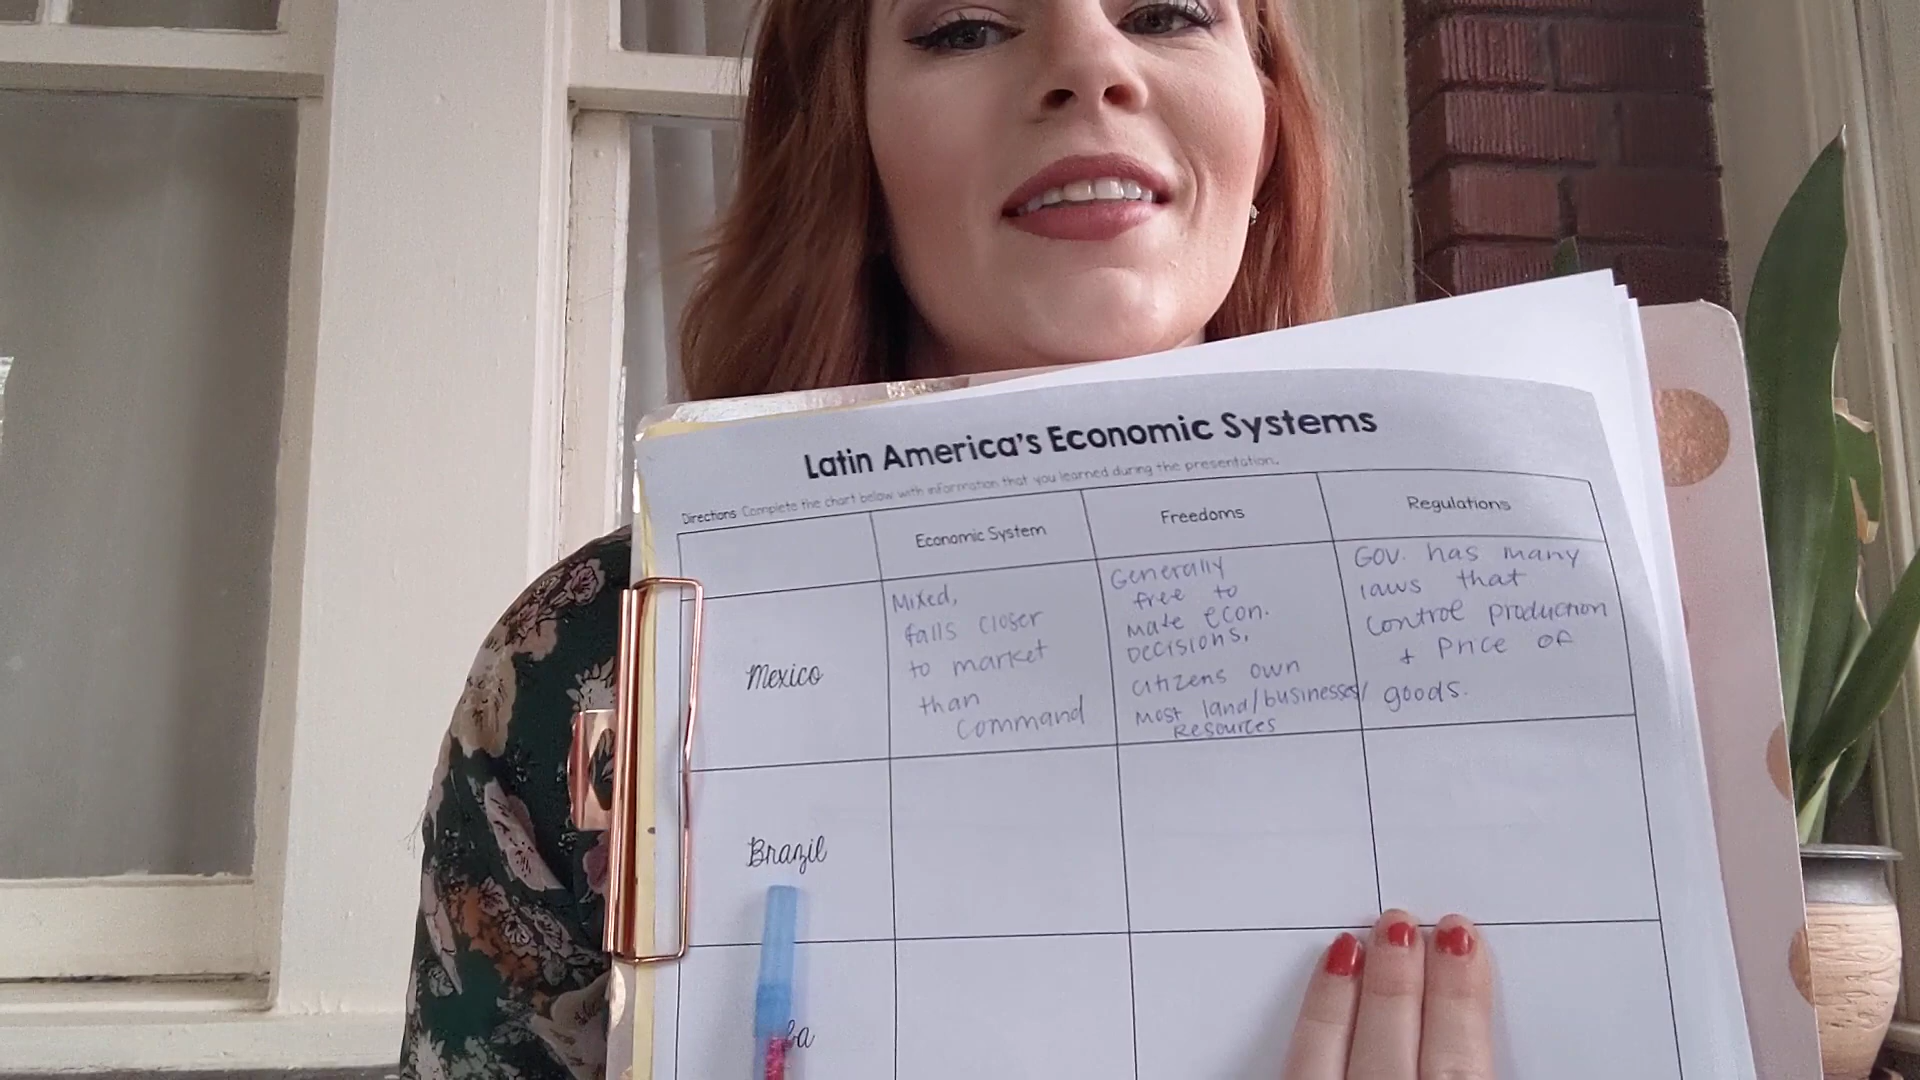 Latin America's Economic Systems
Directions: Complete the chart below with information that you learned during the presentation.
Economic System
Freedoms
Regulations
Mexico
Mixed,
falls closer
to market
than
command
Generally
free to
make econ.
Decisions.
citizens own
most land/businesses/
Resources
Gov. has many
laws that
control production
+ Price of
goods.
Brazil
ba